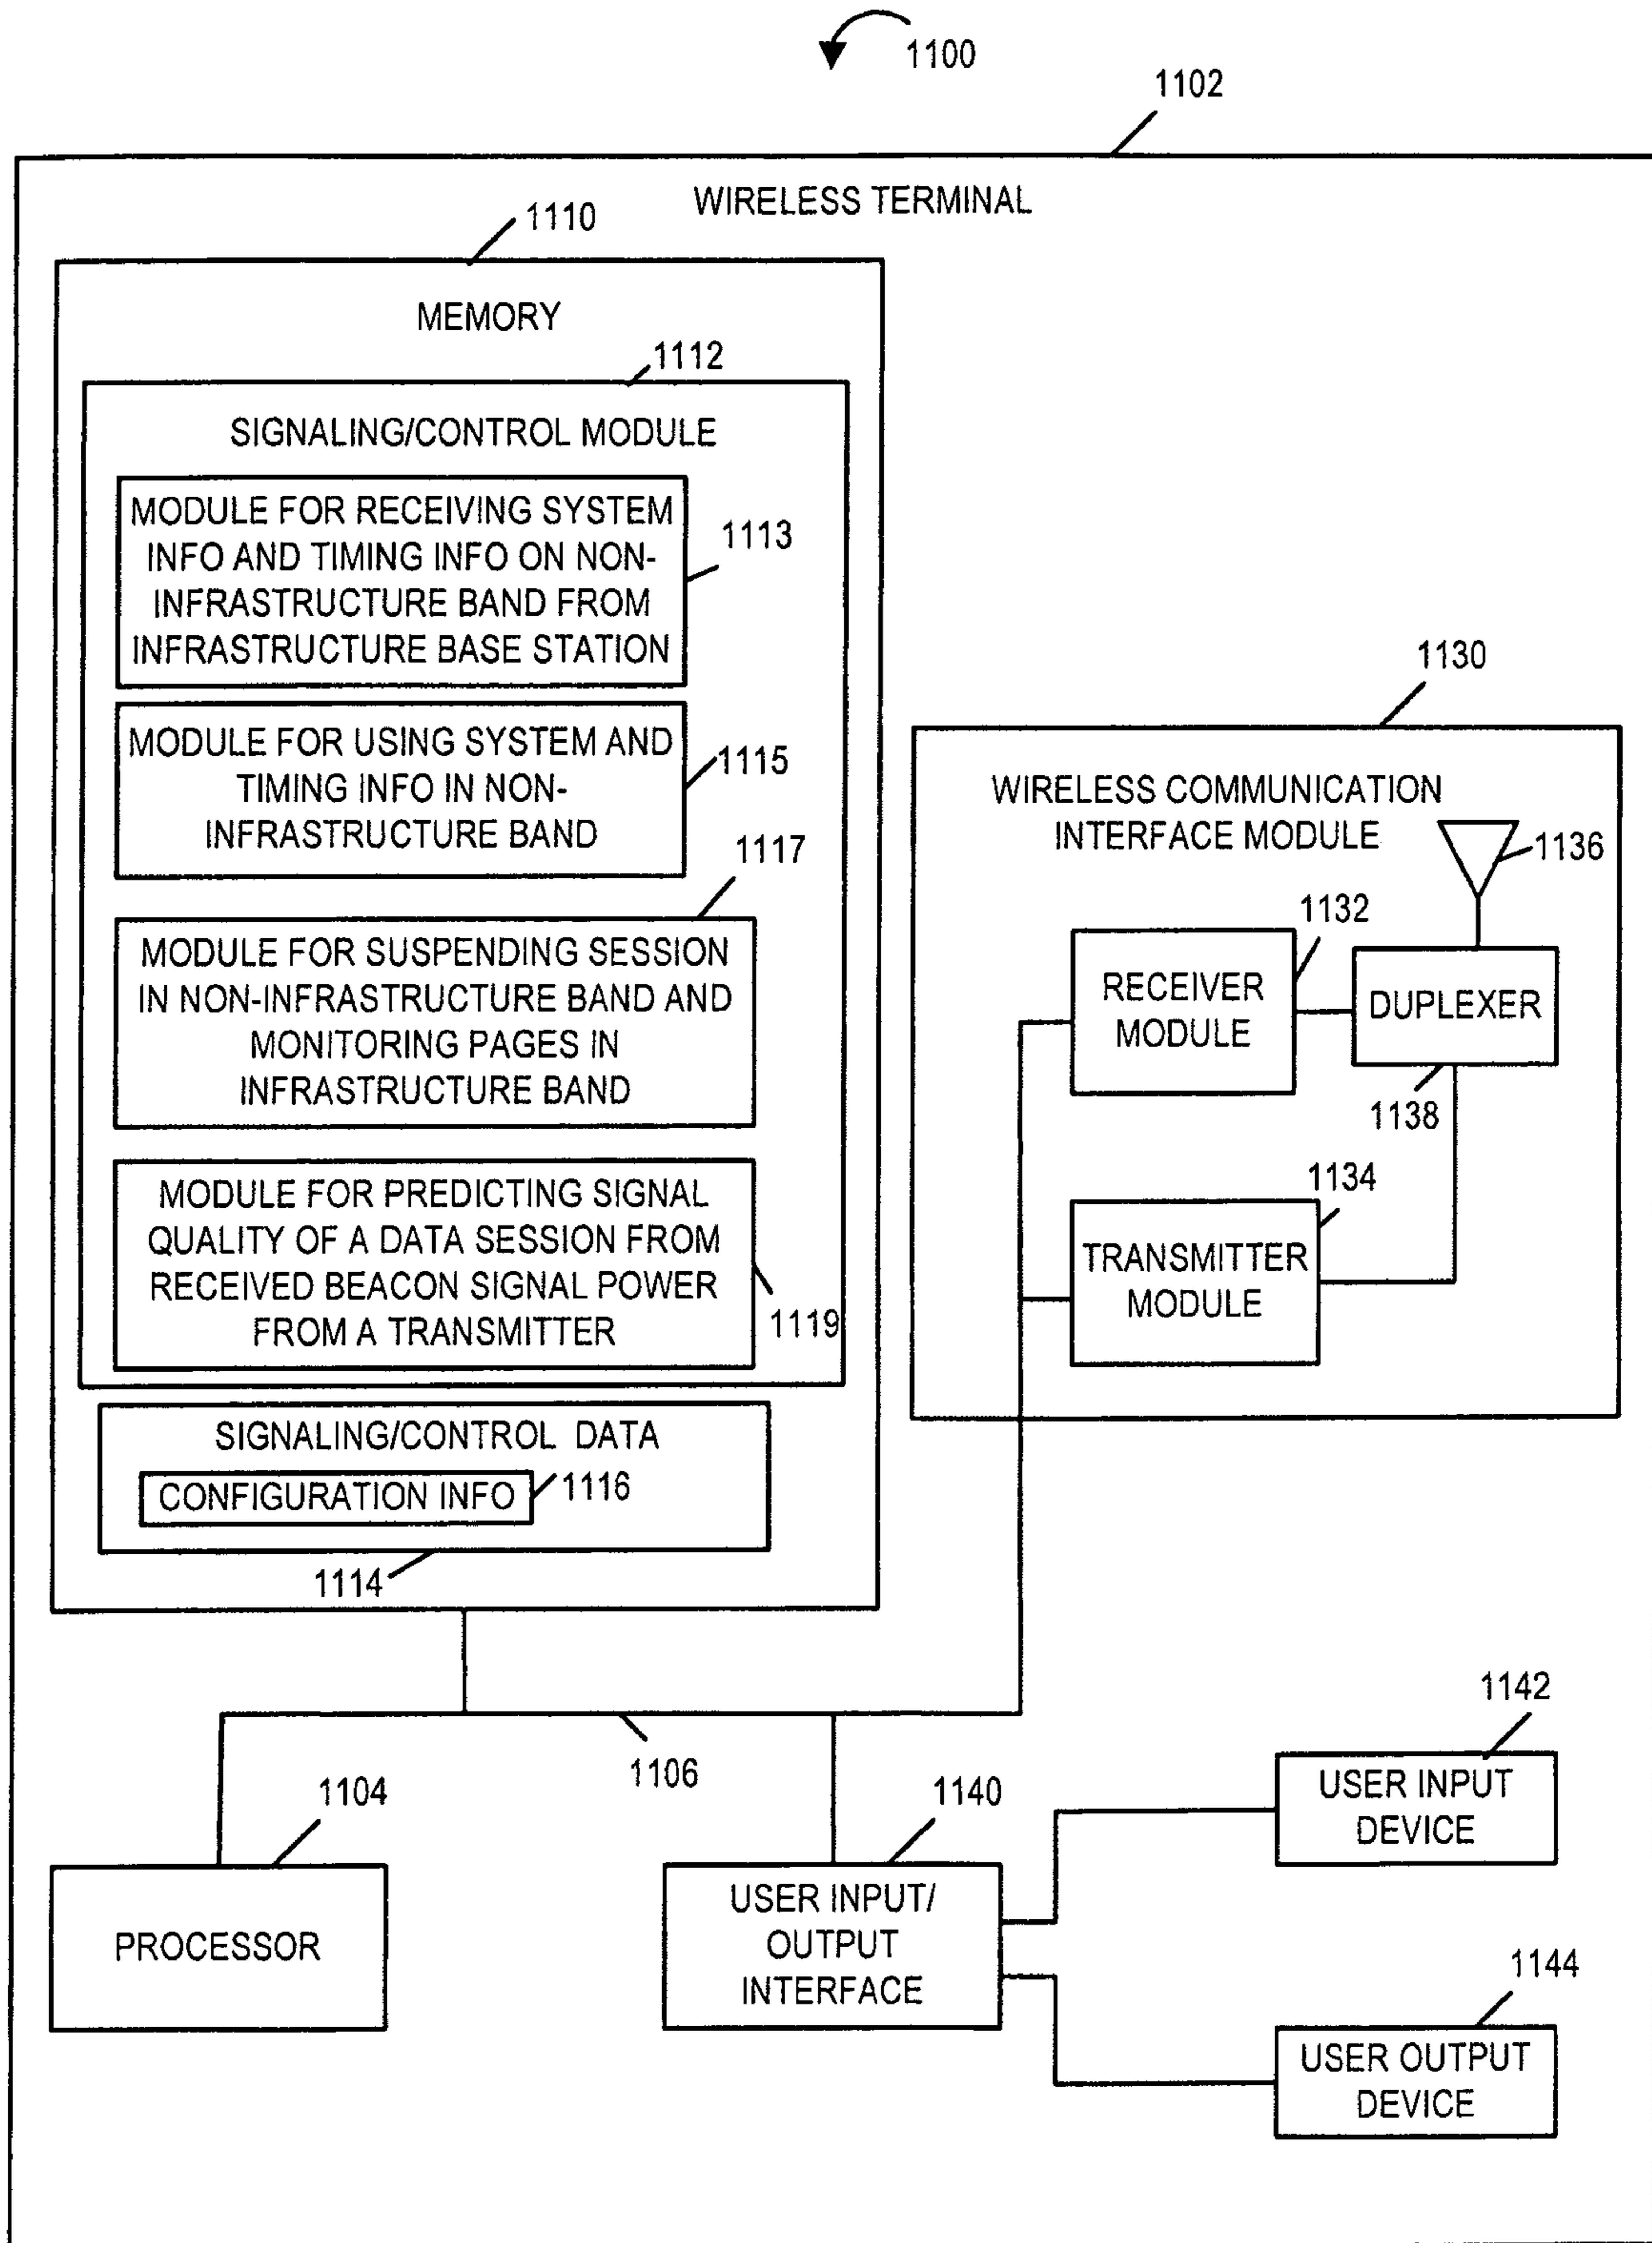 1100
1102
WIRELESS TERMINAL
1110
MEMORY
1112
SIGNALING/CONTROL MODULE
MODULE FOR RECEIVING SYSTEM
INFO AND TIMING INFO ON NON-
INFRASTRUCTURE BAND FROM
INFRASTRUCTURE BASE STATION
1113
MODULE FOR USING SYSTEM AND
TIMING INFO IN NON-
INFRASTRUCTURE BAND
1115
1117
MODULE FOR SUSPENDING SESSION
IN NON-INFRASTRUCTURE BAND AND
MONITORING PAGES IN
INFRASTRUCTURE BAND
MODULE FOR PREDICTING SIGNAL
QUALITY OF A DATA SESSION FROM
RECEIVED BEACON SIGNAL POWER
FROM A TRANSMITTER
1119
SIGNALING/CONTROL DATA
CONFIGURATION INFO
1116
1114
1130
WIRELESS COMMUNICATION
INTERFACE MODULE
1136
1132
RECEIVER
MODULE
DUPLEXER
1138
1134
TRANSMITTER
MODULE
1106
1104
PROCESSOR
1140
USER INPUT/
OUTPUT
INTERFACE
1142
USER INPUT
DEVICE
1144
USER OUTPUT
DEVICE